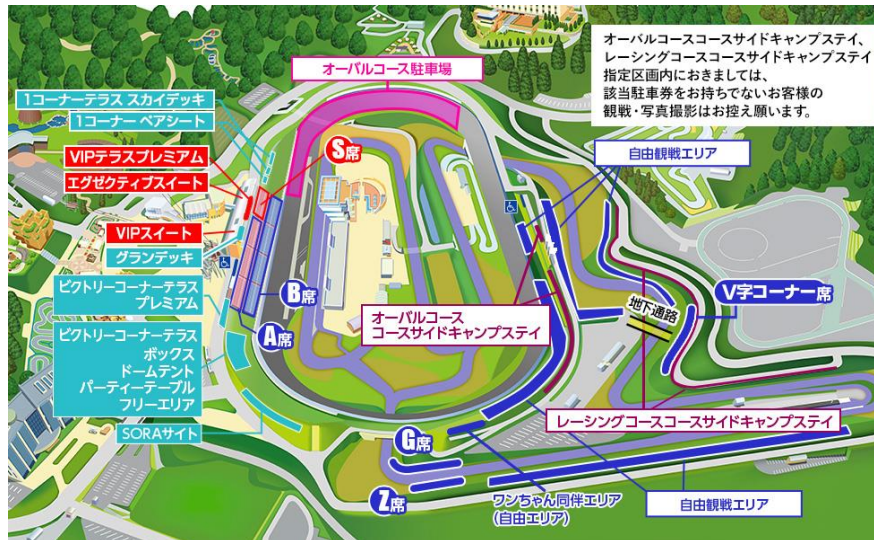 オーバルコースコースサイドキャンプステイ、
レーシングコースコースサイドキャンプステイ
指定区画内におきましては、
該当駐車券をお持ちでないお客様の
観戦・写真撮影はお控え願います。
オーバルコース駐車場
1コーナーテラス スカイデッキ
1コーナー ペアシート
VIPテラスプレミアム
エグゼクティブスイート
S席
自由観戦エリア
VIPスイート
グランデッキ
ビクトリーコーナーテラス
プレミアム
B席
A席
V字コーナー席
地下通路
オーバルコース
コースサイドキャンプステイ
ビクトリーコーナーテラス
ボックス
ドームテント
パーティーテーブル
フリーエリア
SORAサイト
レーシングコースコースサイドキャンプステイ
G席
Z席
ワンちゃん同伴エリア
(自由エリア)
自由観戦エリア